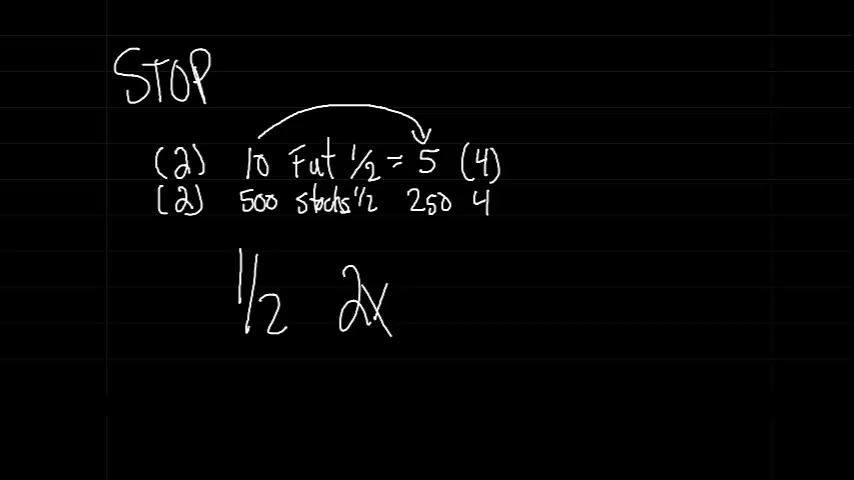 STOP
(2) 10 Fut 1/2 = 5 (4)
(2) 500 stocks 1/2 250 4
1/2 2x